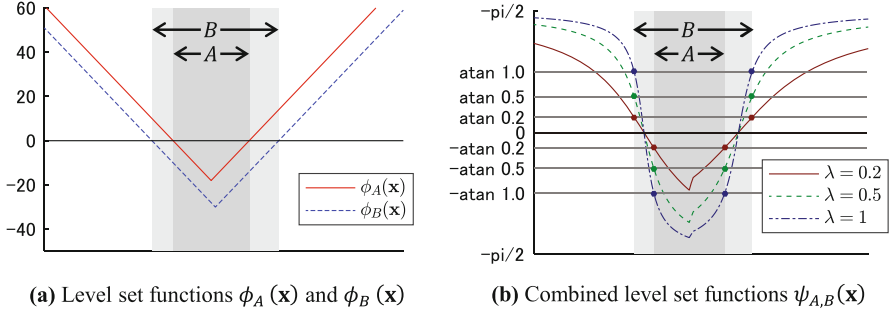 60
40
20
0
−20
−40
B
A
ϕA(x)
ϕB(x)
(a) Level set functions ϕA (x) and ϕB (x)
-pi/2
atan 1.0
atan 0.5
atan 0.2
0
-atan 0.2
-atan 0.5
-atan 1.0
-pi/2
B
A
λ = 0.2
λ = 0.5
λ = 1
(b) Combined level set functions ψA,B(x)